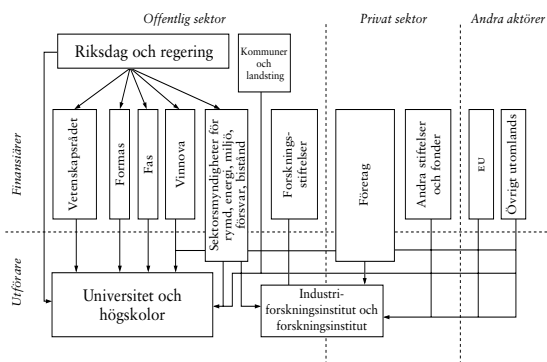 Offentlig sektor
Privat sektor
Andra aktörer
Riksdag och regering
Kommuner
och
landsting
Finansiärer
Vetenskapsrådet
Formas
Fas
Vinnova
Sektorsmyndigheter för
rymd, energi, miljö,
försvar, bistånd
Forsknings-
stiftelser
Företag
Andra stiftelser
och fonder
EU
Övrigt utomlands
Utförare
Universitet och
högskolor
Industri-
forskningsinstitut och
forskningsinstitut